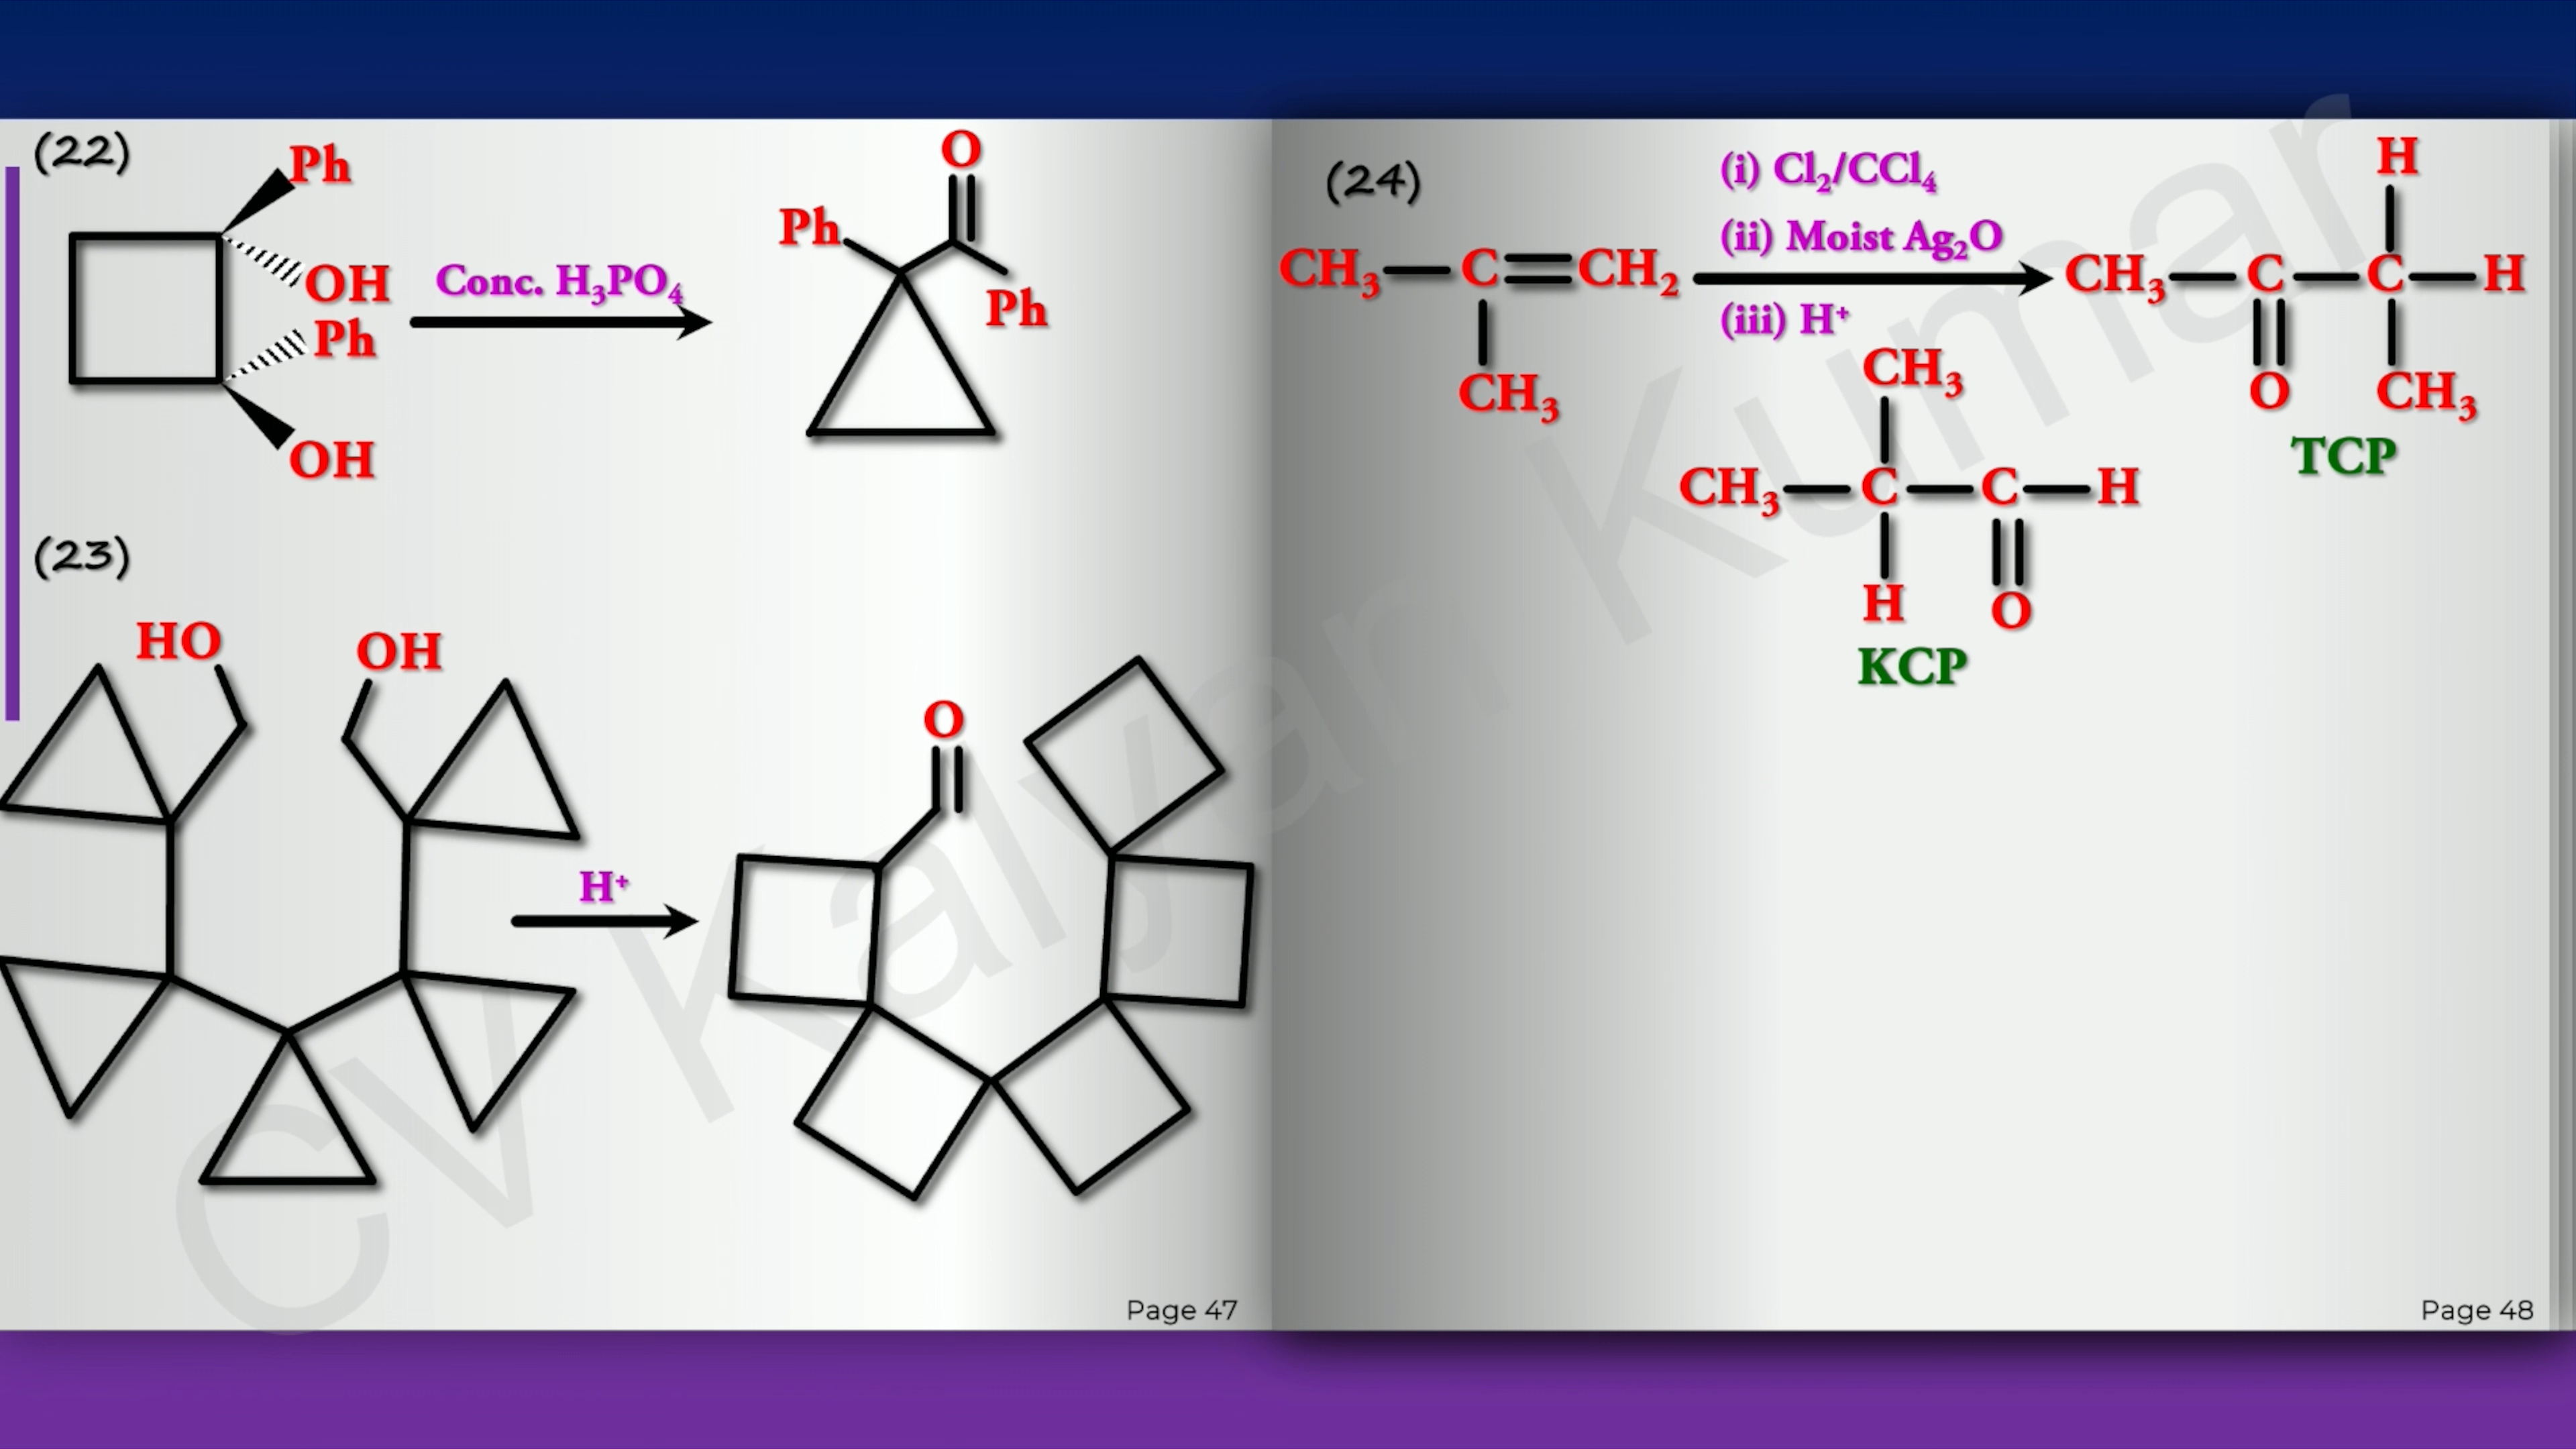 (22)
Ph
OH
Ph
OH
Conc. H₃PO₄
O
Ph
Ph
(23)
HO
OH
H⁺
O
Page 47
(24)
(i) Cl₂/CCl₄
(ii) Moist Ag₂O
(iii) H⁺
CH₃—C=CH₂
CH₃
H
CH₃—C—C—H
O CH₃
TCP
CH₃
CH₃—C—C—H
H O
KCP
Page 48
CV Kalyan Kumar